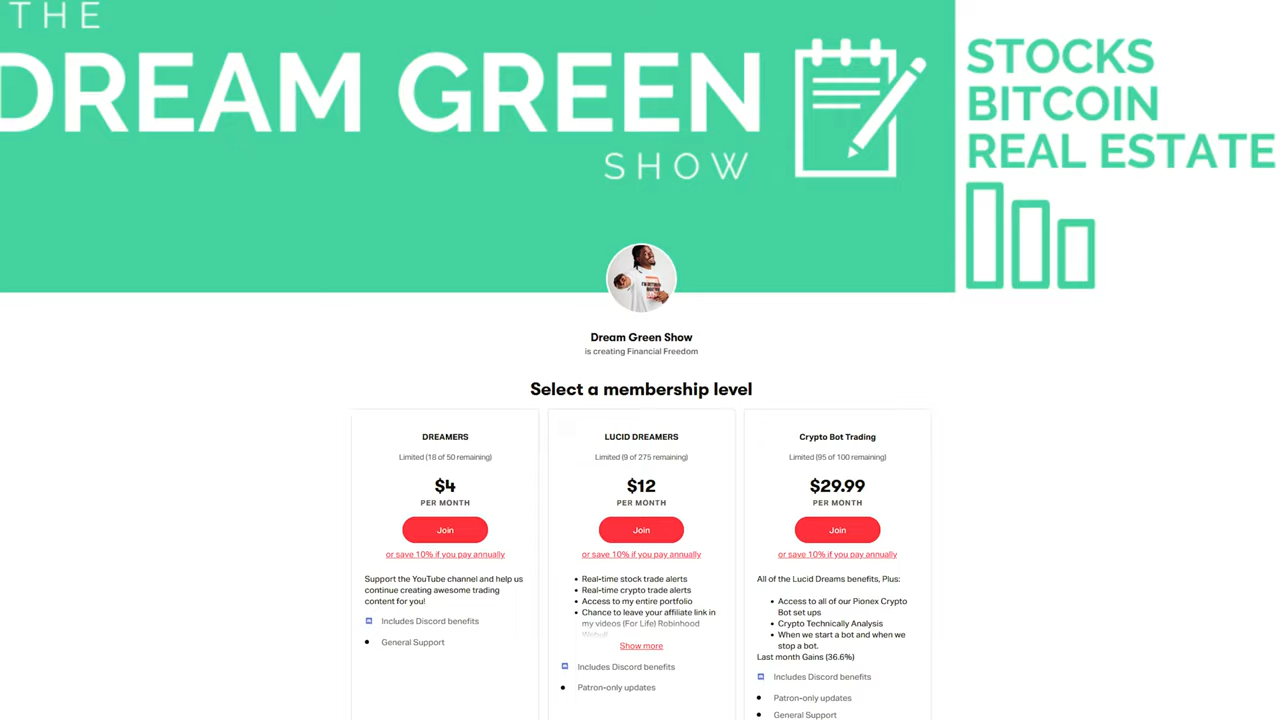 THE
DREAM GREEN
SHOW
STOCKS
BITCOIN
REAL ESTATE
Dream Green Show
is creating Financial Freedom
Select a membership level
DREAMERS
Limited (18 of 50 remaining)
$4
PER MONTH
Join
or save 10% if you pay annually
Support the YouTube channel and help us
continue creating awesome trading
content for you!
Includes Discord benefits
• General Support
LUCID DREAMERS
Limited (9 of 275 remaining)
$12
PER MONTH
Join
or save 10% if you pay annually
• Real-time stock trade alerts
• Real-time crypto trade alerts
• Access to my entire portfolio
• Chance to leave your affiliate link in
my videos (For Life) Robinhood
Show more
Includes Discord benefits
• Patron-only updates
Crypto Bot Trading
Limited (95 of 100 remaining)
$29.99
PER MONTH
Join
or save 10% if you pay annually
All of the Lucid Dreams benefits, Plus:
• Access to all of our Pionex Crypto
Bot set ups
• Crypto Technically Analysis
• When we start a bot and when we
stop a bot.
Last month Gains (36.6%)
Includes Discord benefits
• Patron-only updates
• General Support